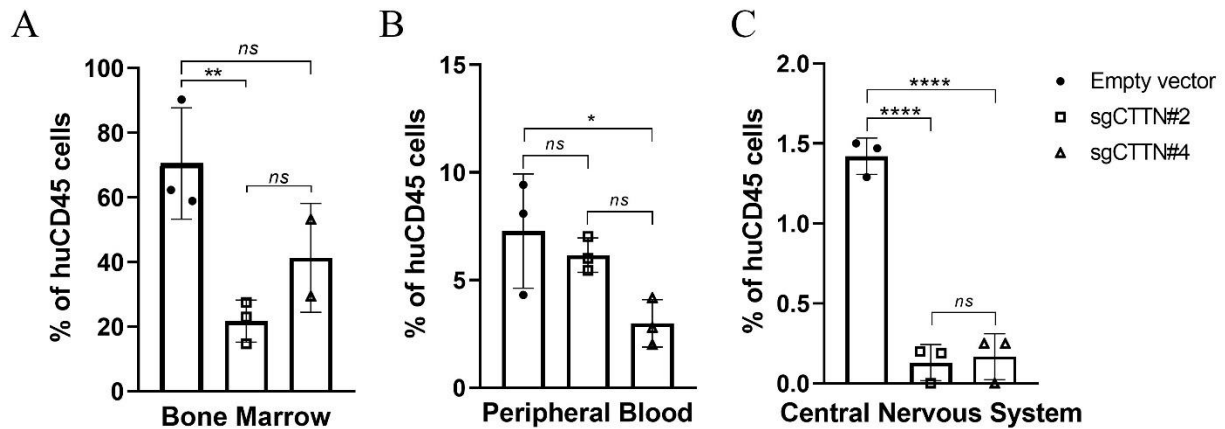 A
% of huCD45 cells
100
80
60
40
20
0
ns
**
ns
Bone Marrow
B
% of huCD45 cells
15
10
5
0
*
ns
ns
Peripheral Blood
C
% of huCD45 cells
2.0
1.5
1.0
0.5
0.0
****
****
ns
Central Nervous System
Empty vector
sgCTTN#2
sgCTTN#4